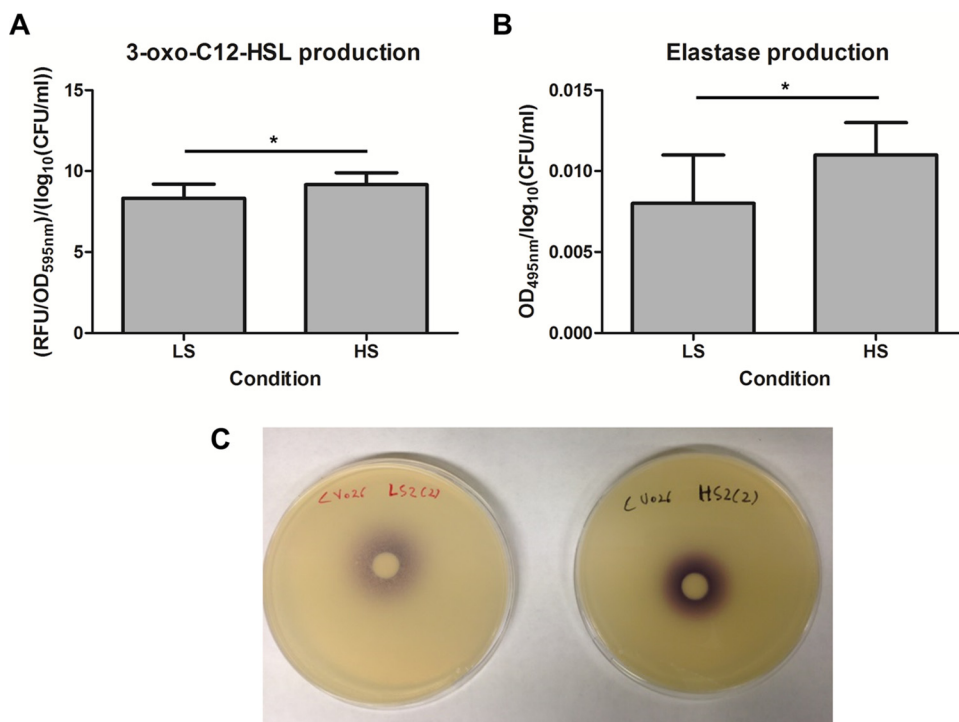 A
3-oxo-C12-HSL production
(RFU/OD595nm)/(log10(CFU/ml))
15
10
5
0
*
LS
HS
Condition
B
Elastase production
OD495nm/log10(CFU/ml)
0.015
0.010
0.005
0.000
*
LS
HS
Condition
C
CV026 LS2(2)
CV026 HS2(2)